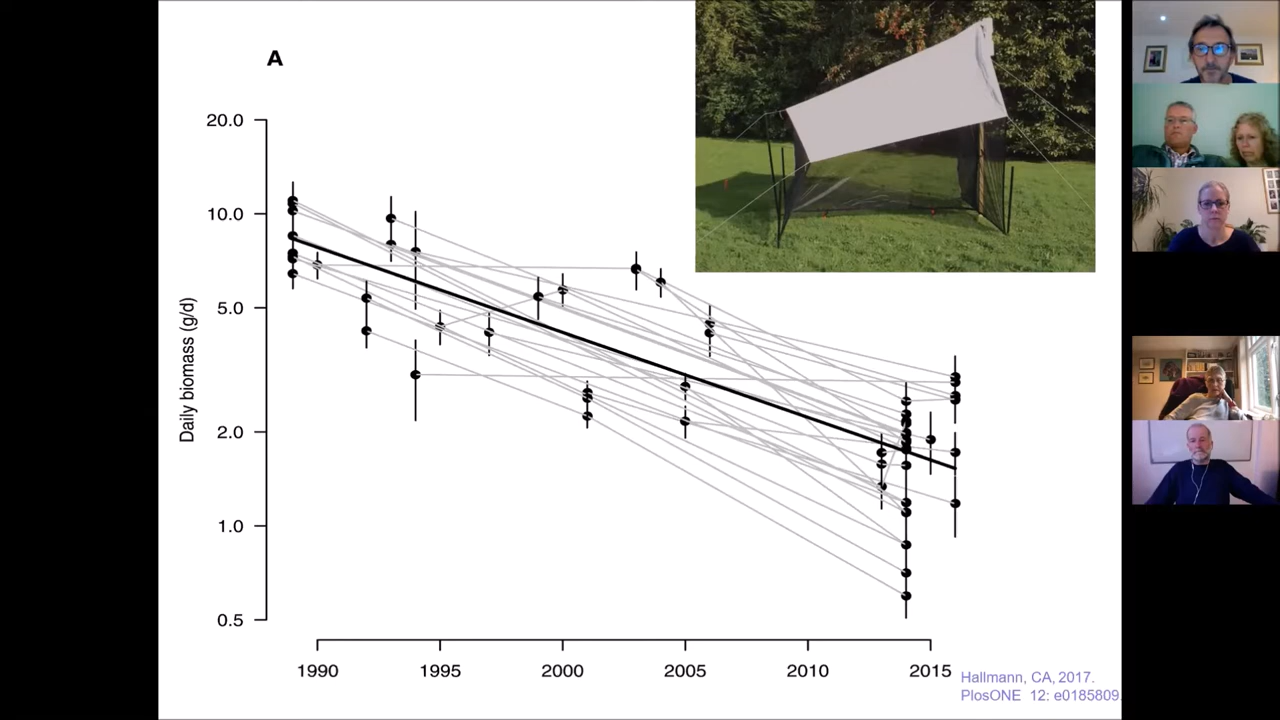 A
20.0
10.0
5.0
2.0
1.0
0.5
Daily biomass (g/d)
1990 1995 2000 2005 2010 2015
Hallmann, CA, 2017.
PlosONE 12: e0185809.